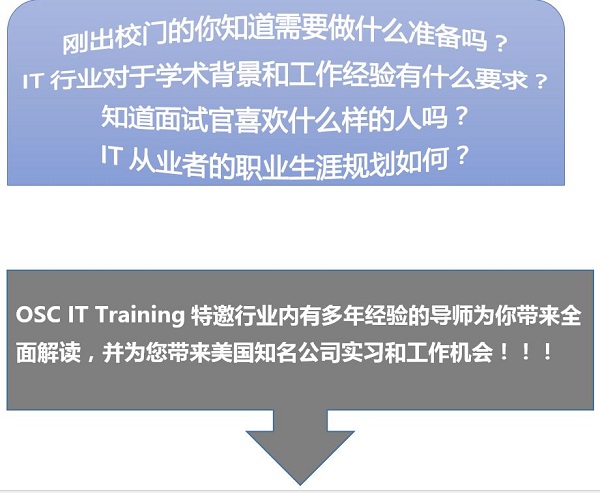 刚出校门的你知道需要做什么准备吗？
IT 行业对于学术背景和工作经验有什么要求？
知道面试官喜欢什么样的人吗？
IT 从业者的职业生涯规划如何？
OSC IT Training 特邀行业内有多年经验的导师为你带来全
面解读，并为您带来美国知名公司实习和工作机会！！！